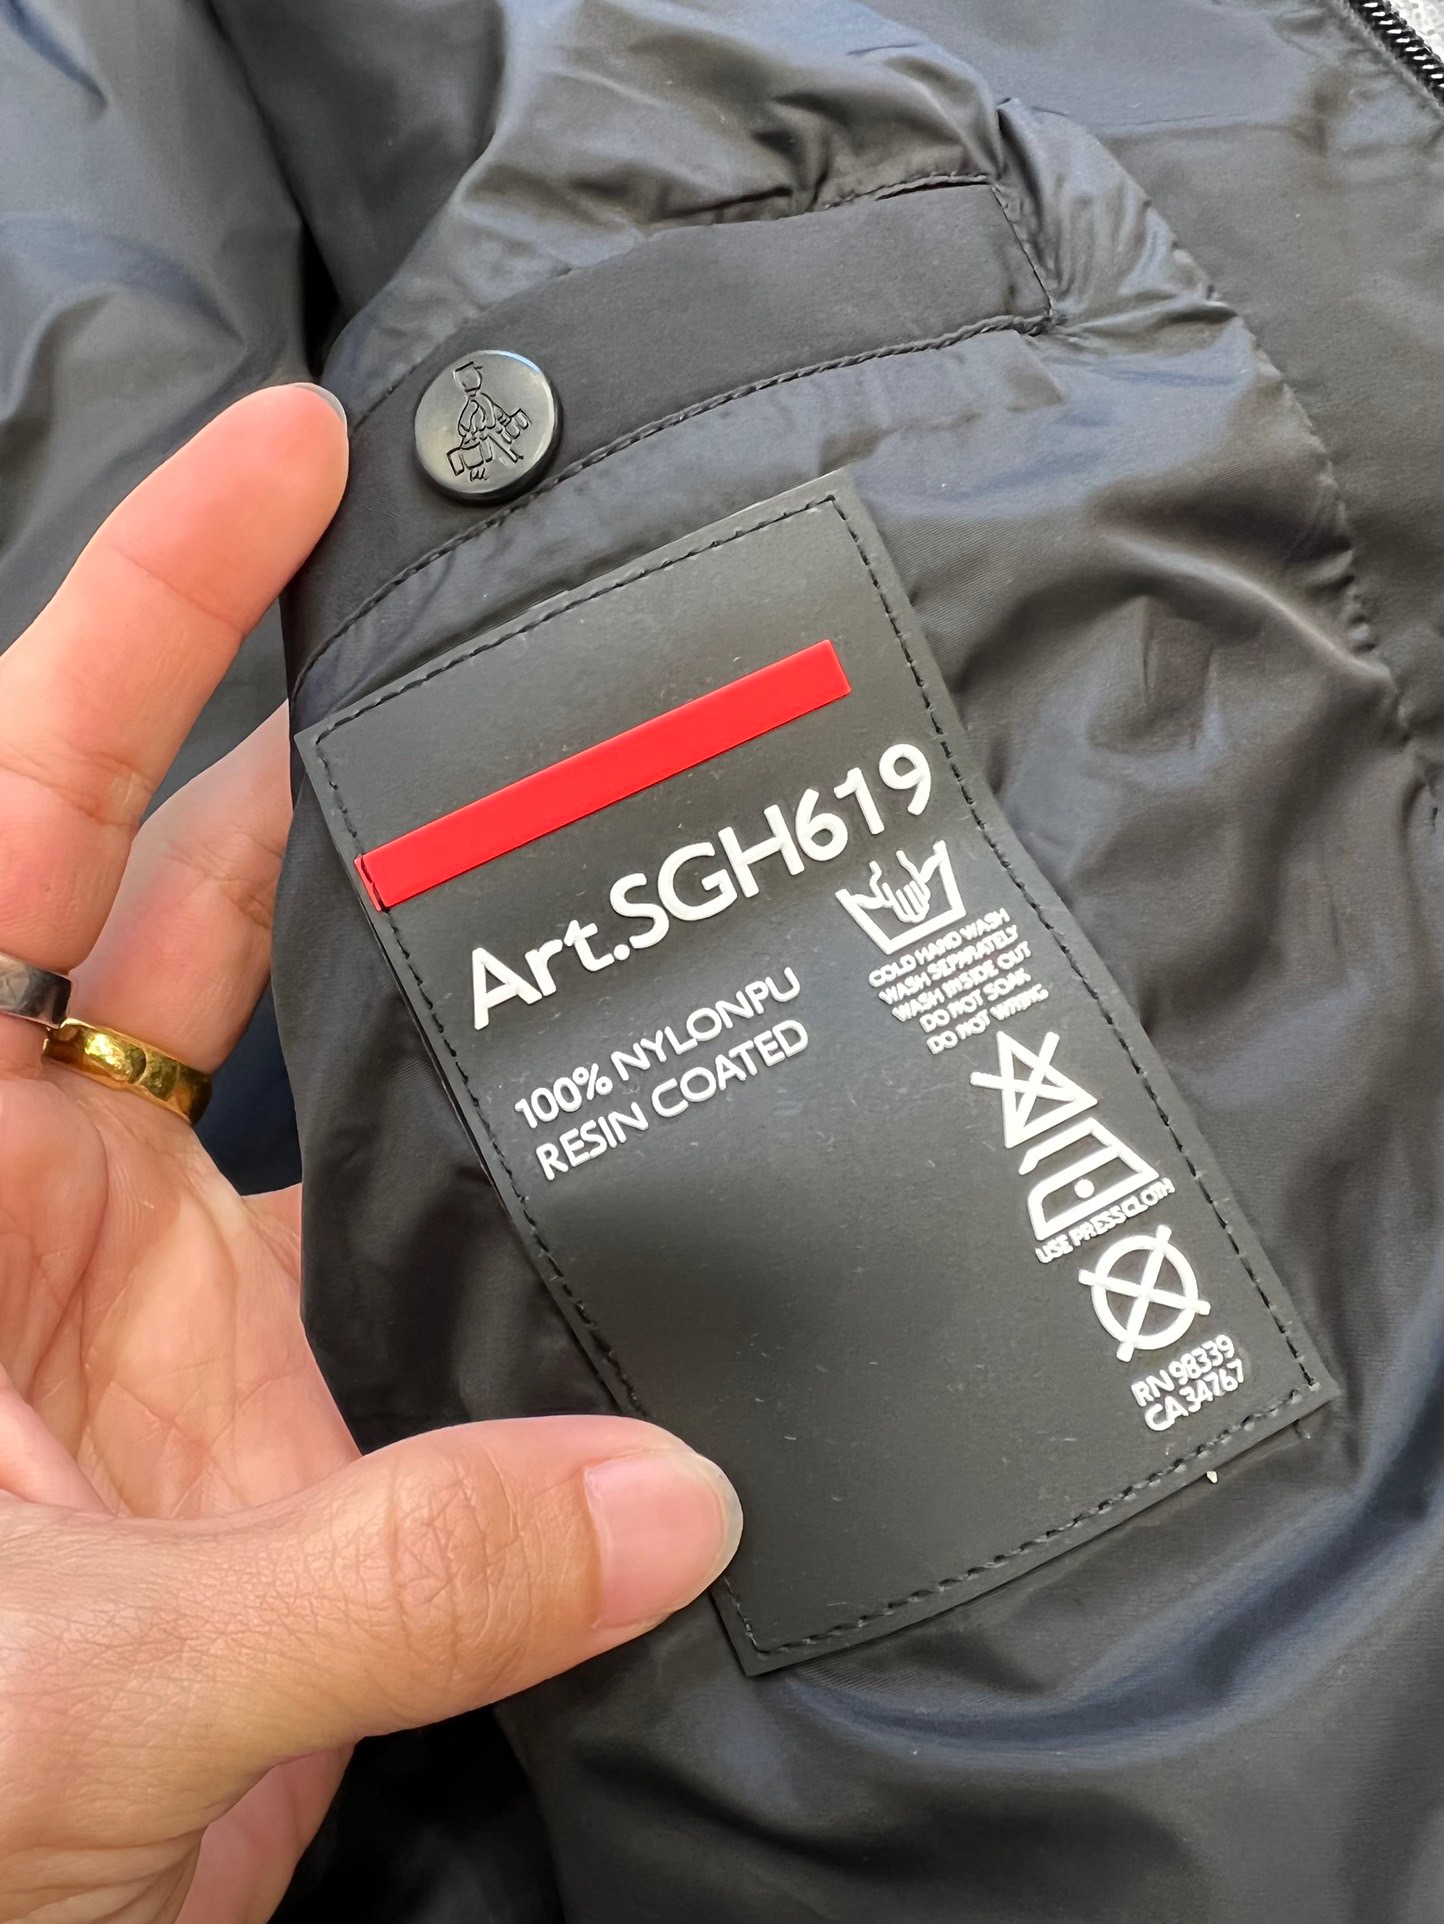 Art.SGH619
100% NYLONPU
RESIN COATED
COLD HAND WASH
WASH SEPARATELY
WASH INSIDE OUT
DO NOT SOAK
DO NOT WRING
USE PRESS CLOTH
RN 98339
CA 34767